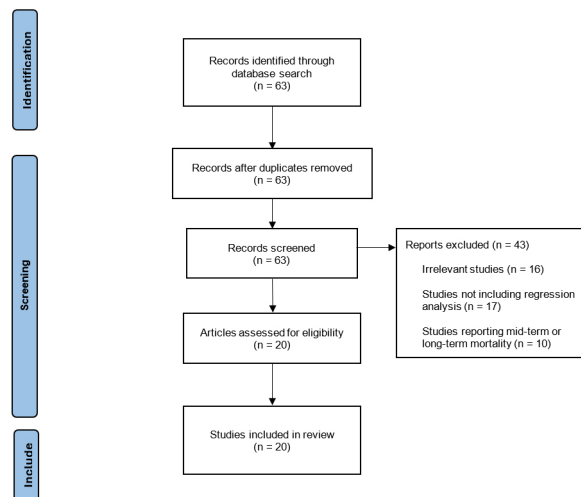 Identification
Records identified through
database search
(n = 63)
Records after duplicates removed
(n = 63)
Screening
Records screened
(n = 63)
Reports excluded (n = 43)
Irrelevant studies (n = 16)
Studies not including regression
analysis (n = 17)
Studies reporting mid-term or
long-term mortality (n = 10)
Articles assessed for eligibility
(n = 20)
Include
Studies included in review
(n = 20)